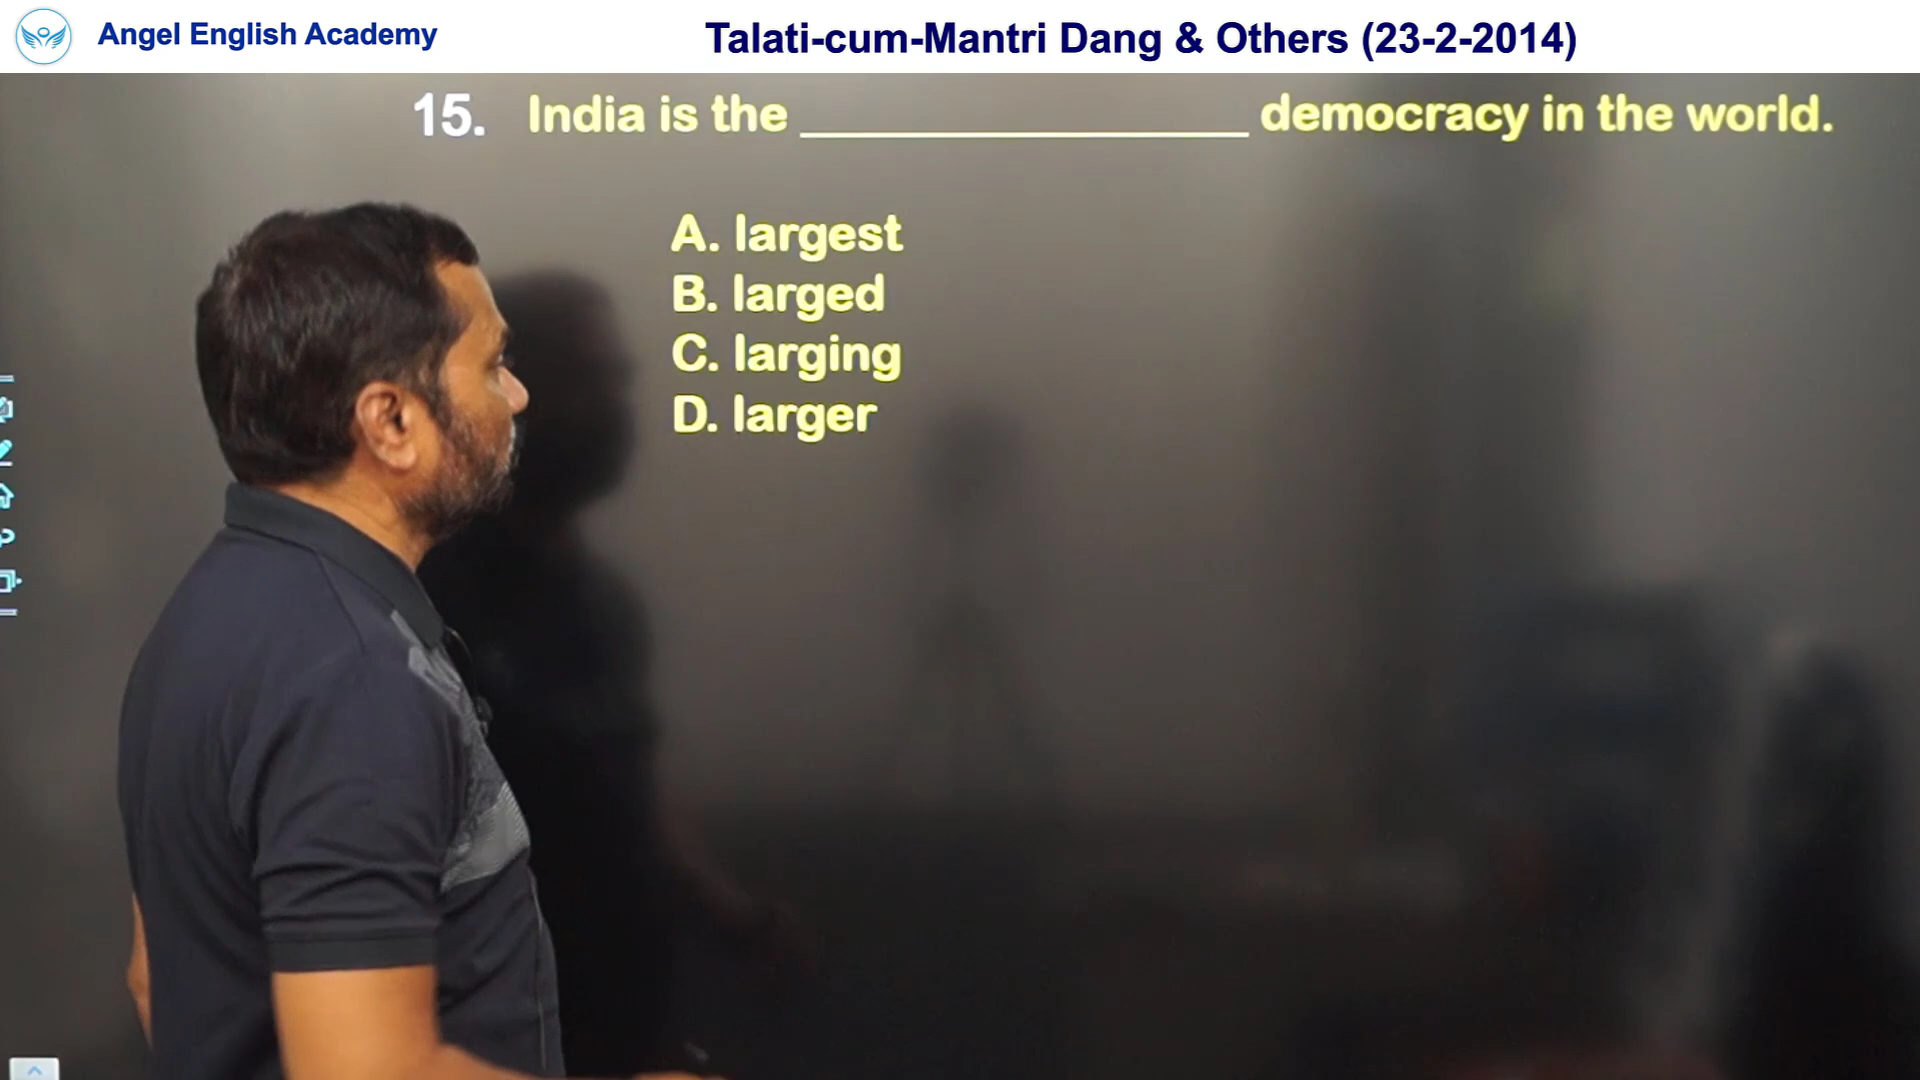 Angel English Academy
Talati-cum-Mantri Dang & Others (23-2-2014)
15. India is the ______________ democracy in the world.
A. largest
B. larged
C. larging
D. larger